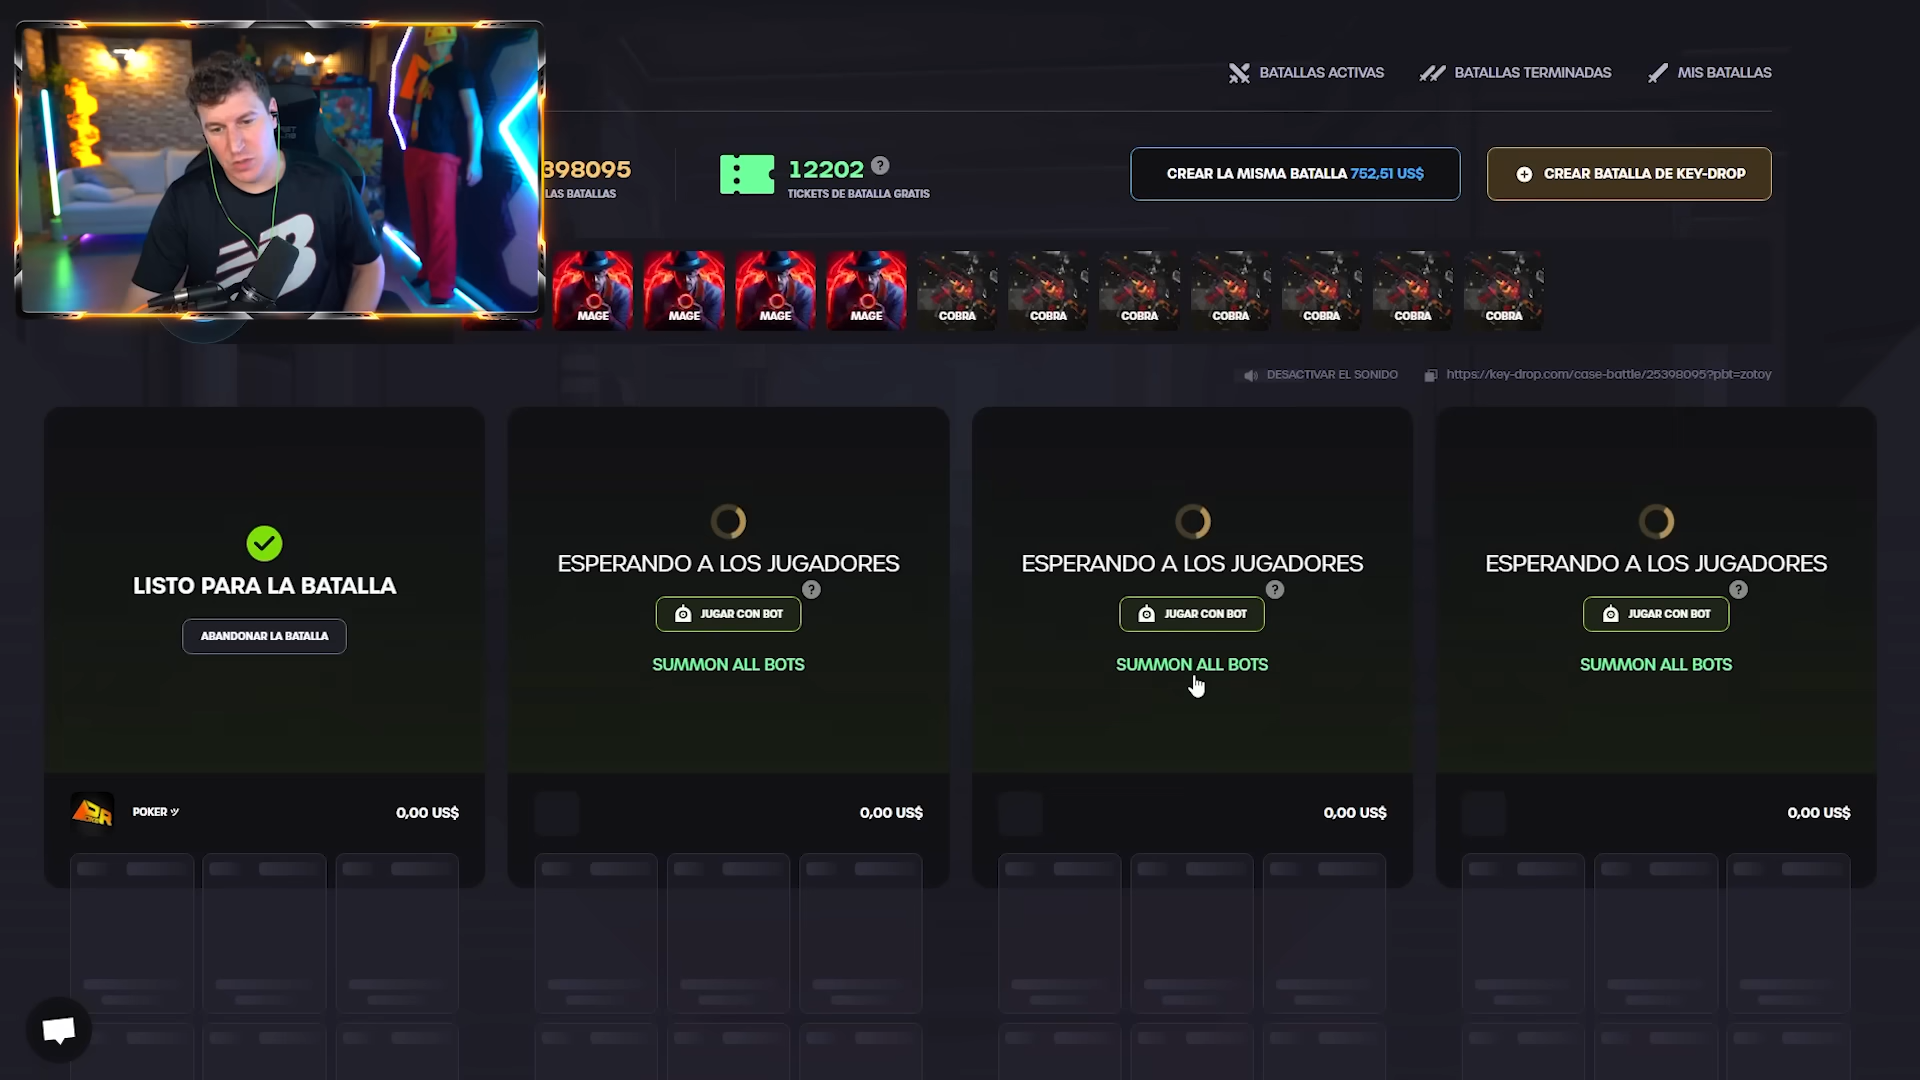 BATALLAS ACTIVAS
BATALLAS TERMINADAS
MIS BATALLAS
398095
LAS BATALLAS
12202 ?
TICKETS DE BATALLA GRATIS
CREAR LA MISMA BATALLA 752,51 US$
CREAR BATALLA DE KEY-DROP
MAGE
MAGE
MAGE
MAGE
COBRA
COBRA
COBRA
COBRA
COBRA
COBRA
COBRA
DESACTIVAR EL SONIDO
https://key-drop.com/case-battle/25398095?pbt=zotoy
LISTO PARA LA BATALLA
ABANDONAR LA BATALLA
ESPERANDO A LOS JUGADORES
?
JUGAR CON BOT
SUMMON ALL BOTS
ESPERANDO A LOS JUGADORES
?
JUGAR CON BOT
SUMMON ALL BOTS
ESPERANDO A LOS JUGADORES
?
JUGAR CON BOT
SUMMON ALL BOTS
POKER ツ
0,00 US$
0,00 US$
0,00 US$
0,00 US$